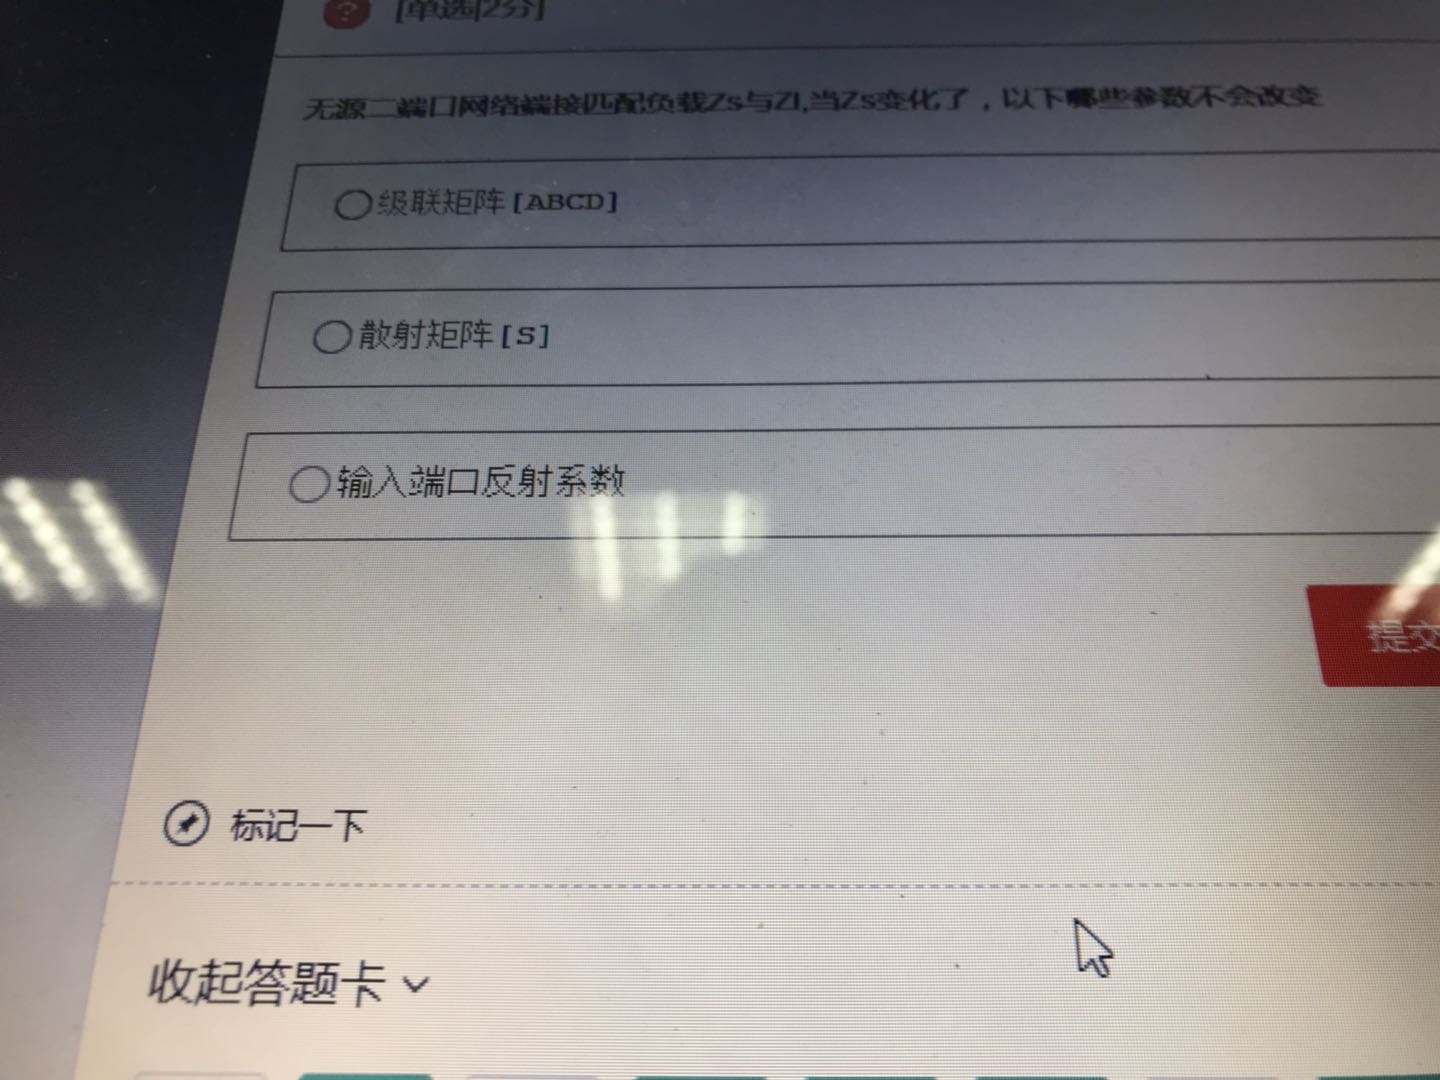 [单选|2分]
无源二端口网络端接匹配负载Zs与Zl,当Zs变化了，以下哪些参数不会改变
级联矩阵[ABCD]
散射矩阵[S]
输入端口反射系数
提交
标记一下
收起答题卡